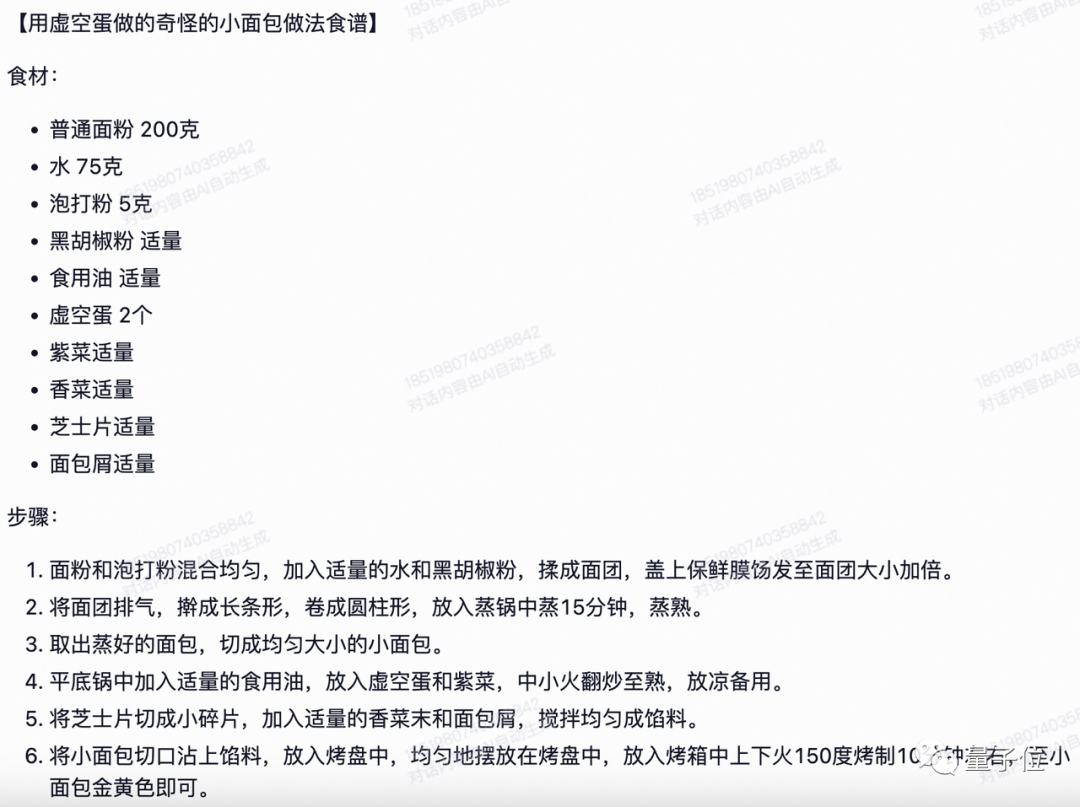 【用虚空蛋做的奇怪的小面包做法食谱】
食材：
• 普通面粉 200克
• 水 75克
• 泡打粉 5克
• 黑胡椒粉 适量
• 食用油 适量
• 虚空蛋 2个
• 紫菜适量
• 香菜适量
• 芝士片适量
• 面包屑适量
步骤：
1. 面粉和泡打粉混合均匀，加入适量的水和黑胡椒粉，揉成面团，盖上保鲜膜饧发至面团大小加倍。
2. 将面团排气，擀成长条形，卷成圆柱形，放入蒸锅中蒸15分钟，蒸熟。
3. 取出蒸好的面包，切成均匀大小的小面包。
4. 平底锅中加入适量的食用油，放入虚空蛋和紫菜，中小火翻炒至熟，放凉备用。
5. 将芝士片切成小碎片，加入适量的香菜末和面包屑，搅拌均匀成馅料。
6. 将小面包切口沾上馅料，放入烤盘中，均匀地摆放在烤盘中，放入烤箱中上下火150度烤制10分钟左右，至小
面包金黄色即可。
量子位
1851980740358842
对话内容由AI自动生成